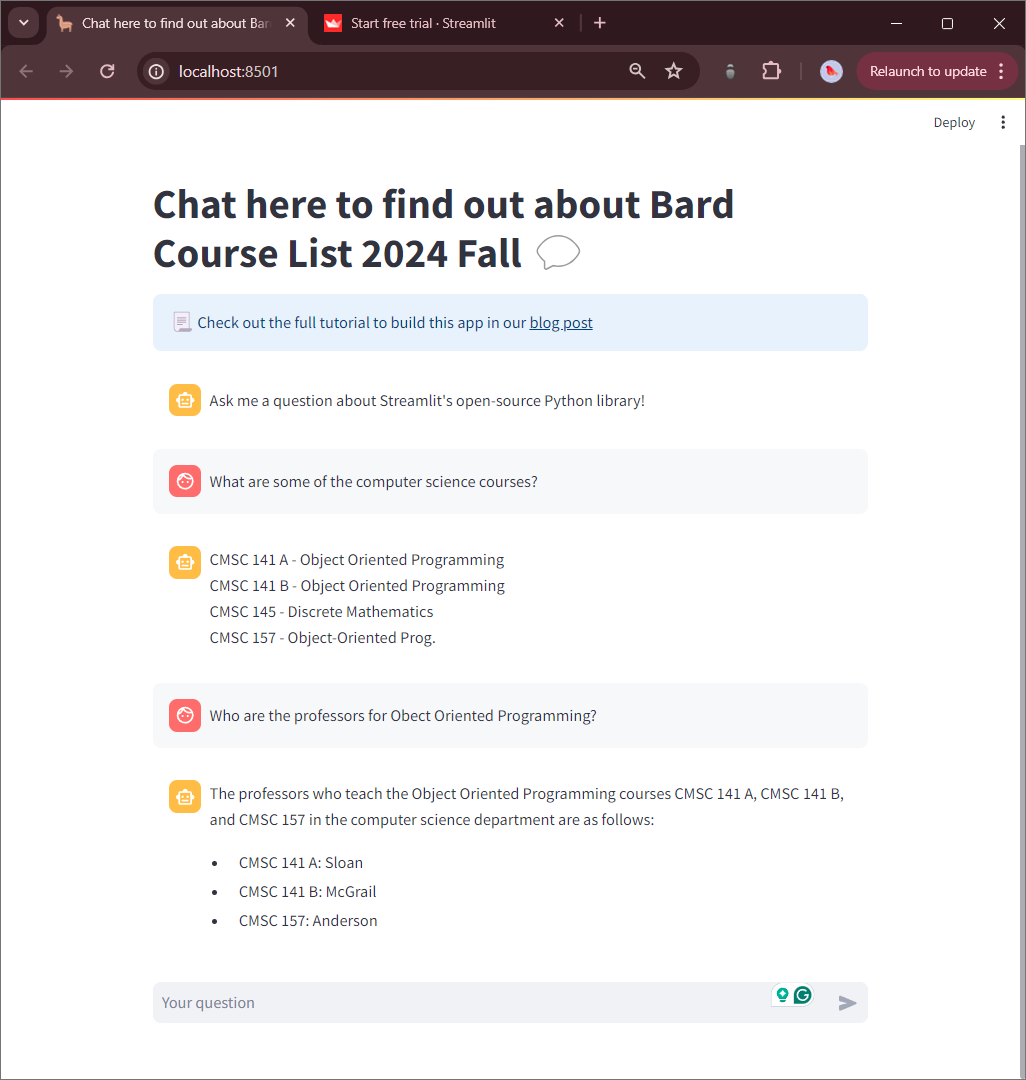 Chat here to find out about Bar
Start free trial · Streamlit
localhost:8501
Relaunch to update
Deploy
Chat here to find out about Bard
Course List 2024 Fall
Check out the full tutorial to build this app in our blog post
Ask me a question about Streamlit's open-source Python library!
What are some of the computer science courses?
CMSC 141 A - Object Oriented Programming
CMSC 141 B - Object Oriented Programming
CMSC 145 - Discrete Mathematics
CMSC 157 - Object-Oriented Prog.
Who are the professors for Obect Oriented Programming?
The professors who teach the Object Oriented Programming courses CMSC 141 A, CMSC 141 B,
and CMSC 157 in the computer science department are as follows:
• CMSC 141 A: Sloan
• CMSC 141 B: McGrail
• CMSC 157: Anderson
Your question